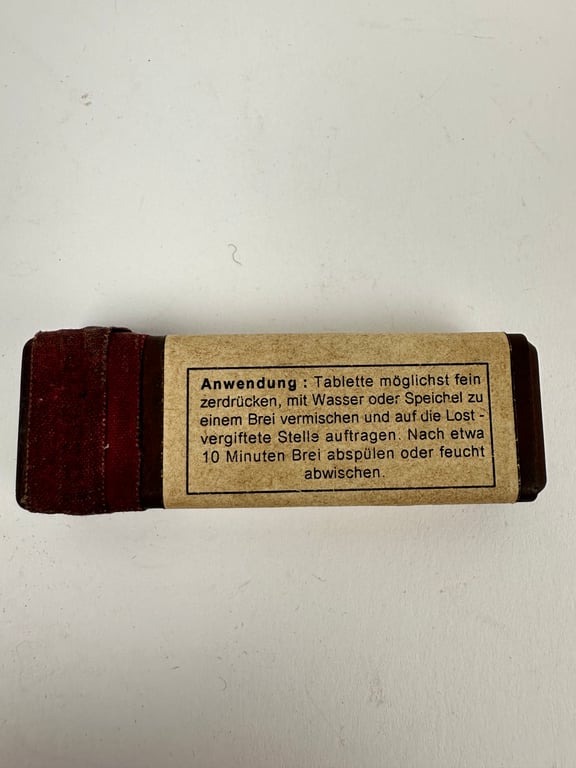 Anwendung : Tablette möglichst fein
zerdrücken, mit Wasser oder Speichel zu
einem Brei vermischen und auf die Lost -
vergiftete Stelle auftragen. Nach etwa
10 Minuten Brei abspülen oder feucht
abwischen.